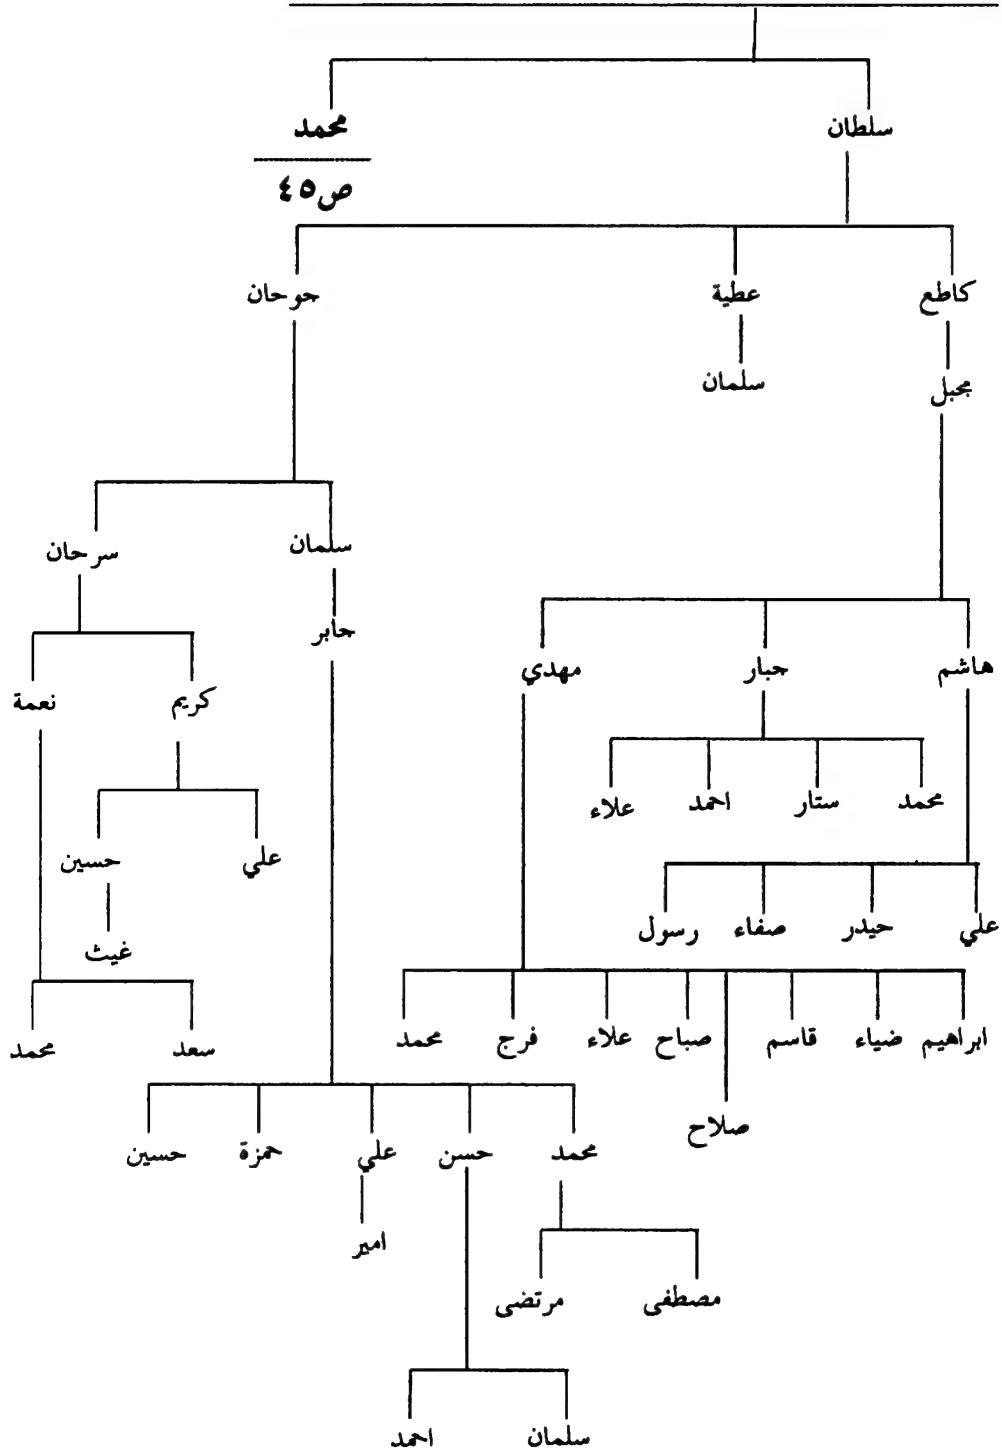 سلطان محمد
ص٤٥
كاطع عطية حوحان
سلمان
مجبل
سلمان سرحان
حابر
هاشم حبار مهدي
كريم نعمة
محمد ستار احمد علاء
علي حسين
علي حيدر صفاء رسول
غيث
ابراهيم ضياء قاسم صباح علاء فرج محمد
سعد محمد
صلاح
محمد حسن علي حمزة حسين
امير
مصطفى مرتضى
سلمان احمد